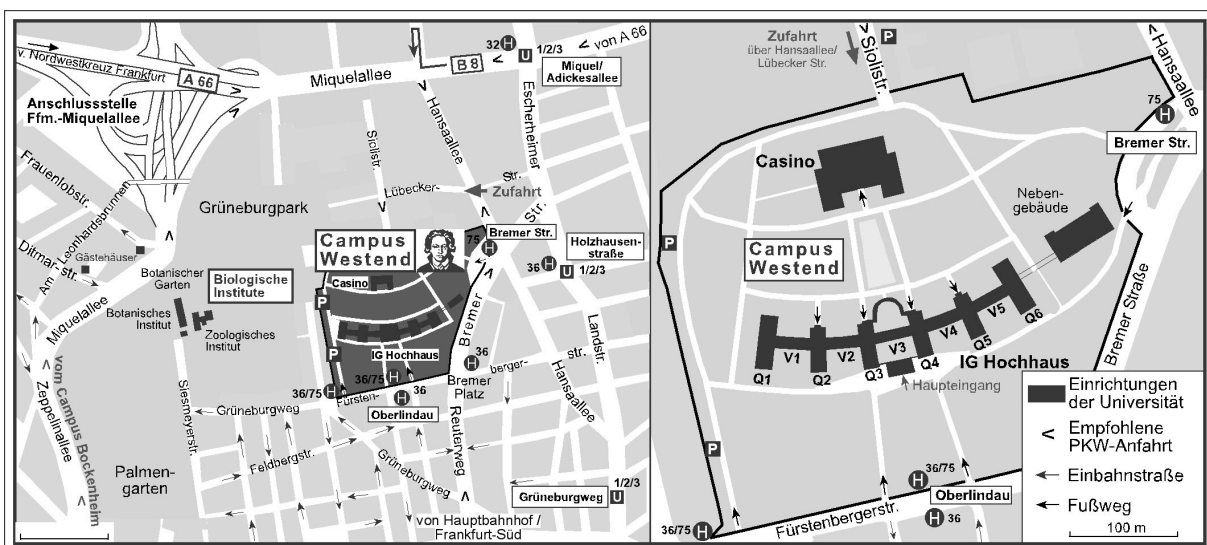 v. Nordwestkreuz Frankfurt
A 66
Anschlussstelle
Ffm.-Miquelallee
Miquelallee
B 8
32 H
U 1/2/3
von A 66
Miquel/
Adickesallee
Escherheimer
Hansaallee
Siolistr.
Lübecker-
Str.
Zufahrt
Frauenlobstr.
Am Leonhardsbrunnen
Ditmar-str.
Gästehäuser
Grüneburgpark
Botanischer
Garten
Biologische
Institute
Botanisches
Institut
Zoologisches
Institut
Miquelallee
Campus
Westend
Casino
IG Hochhaus
P
P
75
H
Bremer Str.
Str.
Bremer
36 H
U 1/2/3
Holzhausen-
straße
Landstr.
H 36
Bremer
Platz
berger-
str.
Hansaallee
36/75 H
36/75 H
H 36
Fürsten-
Oberlindau
Grüneburgweg
Siesmeyerstr.
Feldbergstr.
Grüneburgweg
Reuterweg
Zeppelinallee
vom Campus Bockenheim
Palmen-
garten
1/2/3
Grüneburgweg
U
von Hauptbahnhof /
Frankfurt-Süd
Zufahrt
über Hansaallee/
Lübecker Str.
Siolistr.
P
Hansaallee
75
H
Bremer Str.
Casino
Neben-
gebäude
P
Campus
Westend
Bremer Straße
V1
V2
V3
V4
V5
Q1
Q2
Q3
Q4
Q5
Q6
IG Hochhaus
Haupteingang
P
36/75
H
Oberlindau
H 36
36/75 H
Fürstenbergerstr.
Einrichtungen
der Universität
Empfohlene
PKW-Anfahrt
Einbahnstraße
Fußweg
100 m